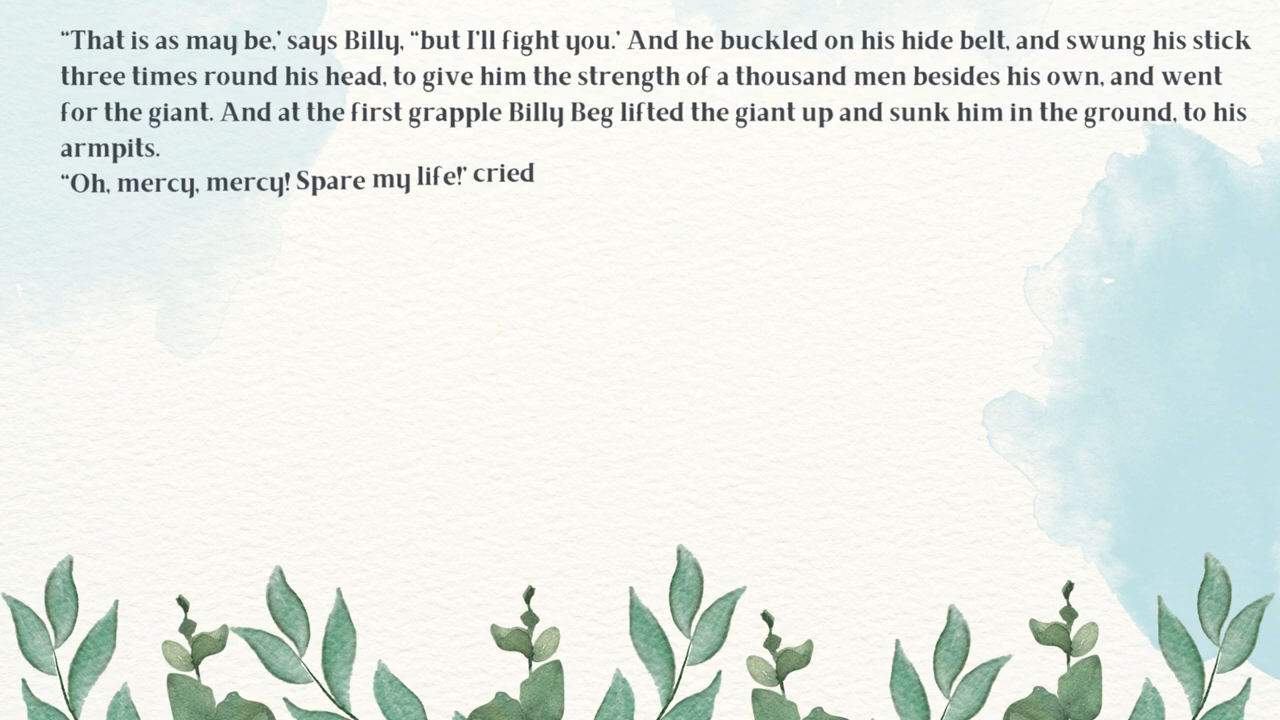 “That is as may be,’ says Billy, “but I’ll fight you.’ And he buckled on his hide belt, and swung his stick
three times round his head, to give him the strength of a thousand men besides his own, and went
for the giant. And at the first grapple Billy Beg lifted the giant up and sunk him in the ground, to his
armpits.
“Oh, mercy, mercy! Spare my life!’ cried